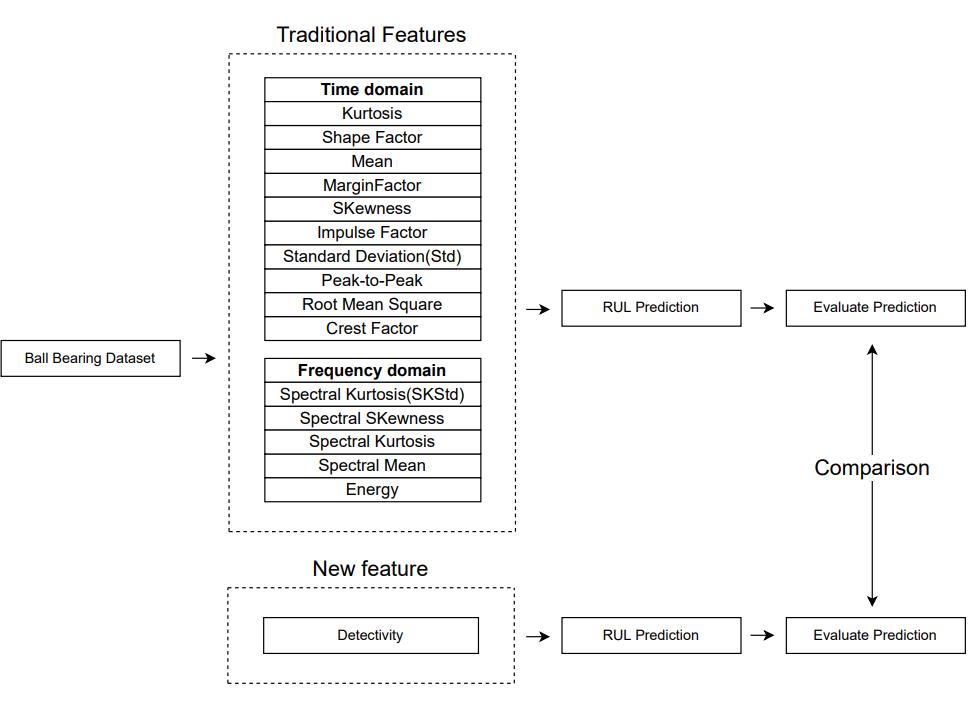 Traditional Features
Time domain
Kurtosis
Shape Factor
Mean
MarginFactor
SKewness
Impulse Factor
Standard Deviation(Std)
Peak-to-Peak
Root Mean Square
Crest Factor
Ball Bearing Dataset
Frequency domain
Spectral Kurtosis(SKStd)
Spectral SKewness
Spectral Kurtosis
Spectral Mean
Energy
RUL Prediction
Evaluate Prediction
Comparison
New feature
Detectivity
RUL Prediction
Evaluate Prediction